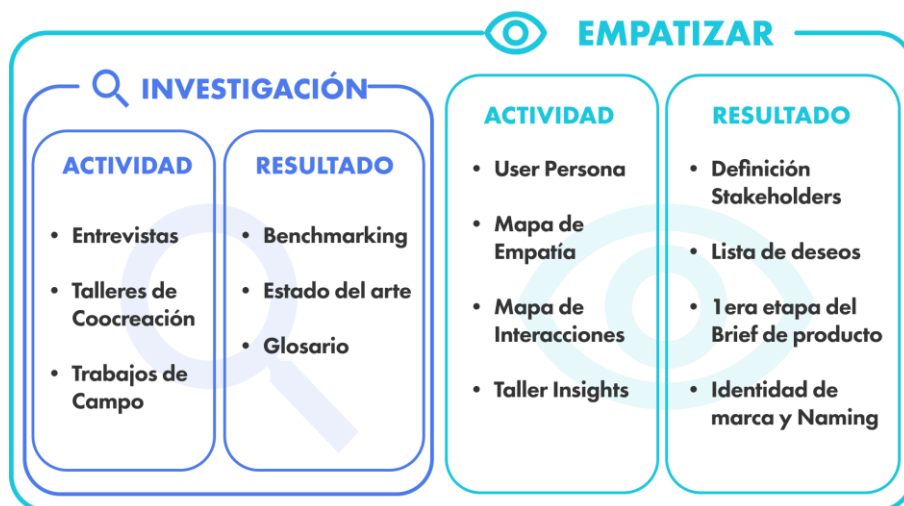 EMPATIZAR
INVESTIGACIÓN
ACTIVIDAD
• Entrevistas
• Talleres de
Coocreación
• Trabajos de
Campo
RESULTADO
• Benchmarking
• Estado del arte
• Glosario
ACTIVIDAD
• User Persona
• Mapa de
Empatía
• Mapa de
Interacciones
• Taller Insights
RESULTADO
• Definición
Stakeholders
• Lista de deseos
• 1era etapa del
Brief de producto
• Identidad de
marca y Naming